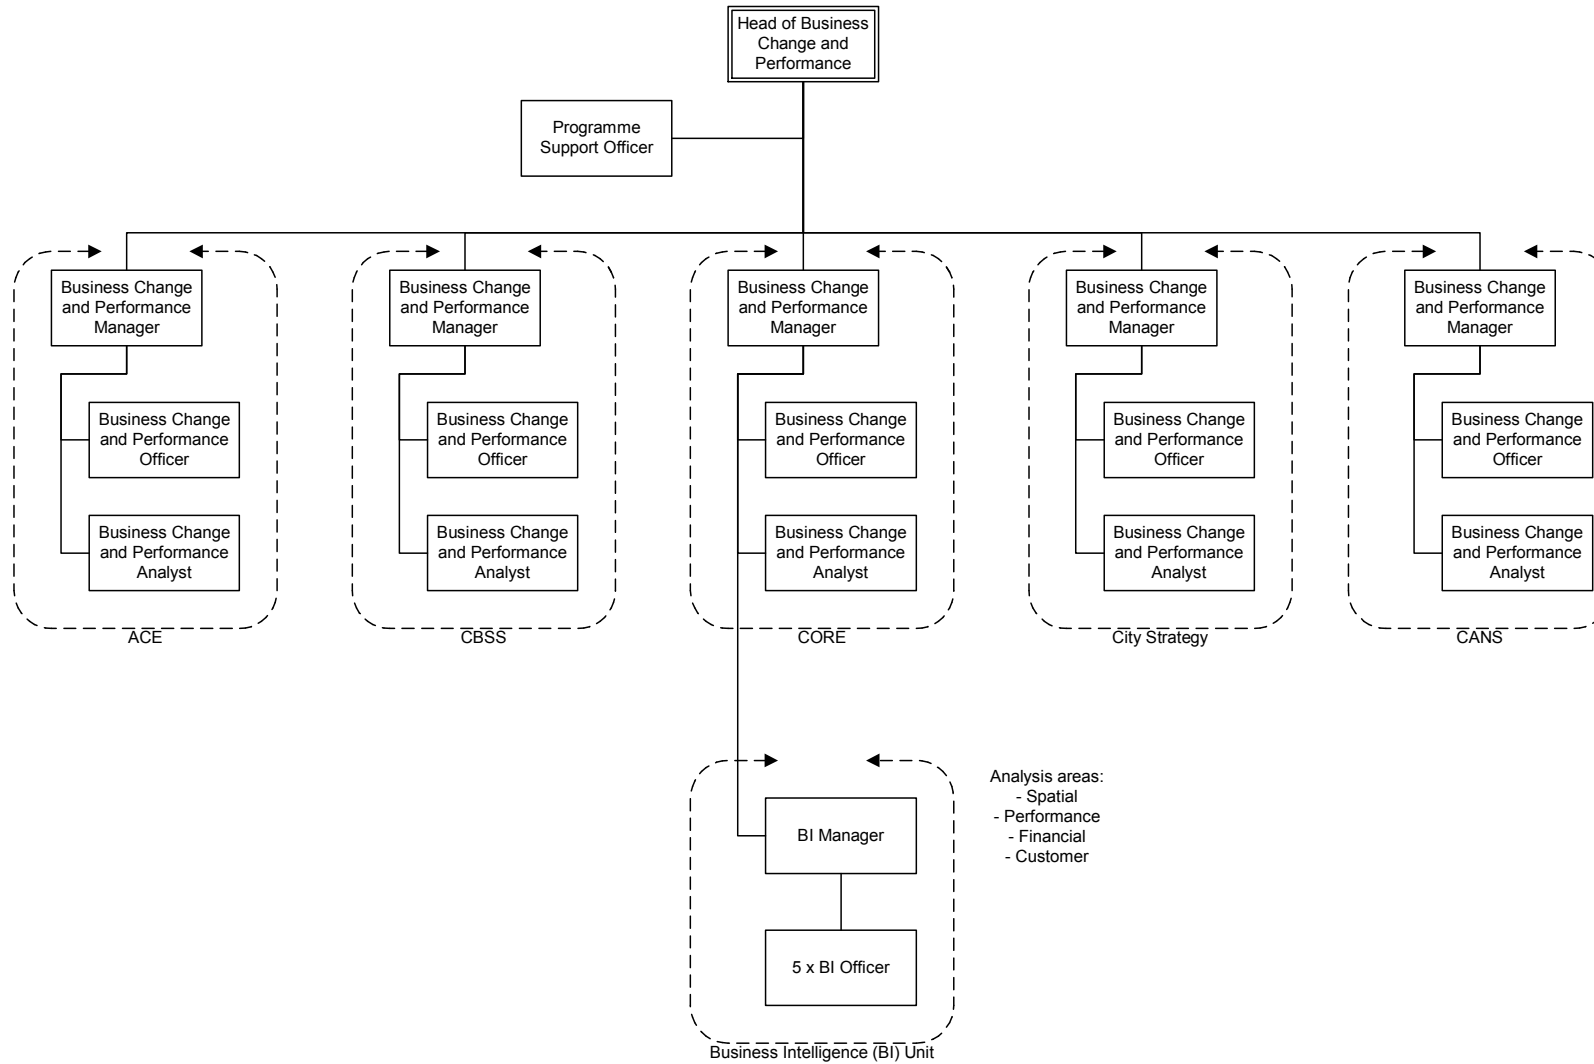 Head of Business
Change and
Performance
Programme
Support Officer
Business Change
and Performance
Manager
Business Change
and Performance
Manager
Business Change
and Performance
Manager
Business Change
and Performance
Manager
Business Change
and Performance
Manager
Business Change
and Performance
Officer
Business Change
and Performance
Officer
Business Change
and Performance
Officer
Business Change
and Performance
Officer
Business Change
and Performance
Officer
Business Change
and Performance
Analyst
Business Change
and Performance
Analyst
Business Change
and Performance
Analyst
Business Change
and Performance
Analyst
Business Change
and Performance
Analyst
ACE
CBSS
CORE
City Strategy
CANS
Analysis areas:
- Spatial
- Performance
- Financial
- Customer
BI Manager
5 x BI Officer
Business Intelligence (BI) Unit